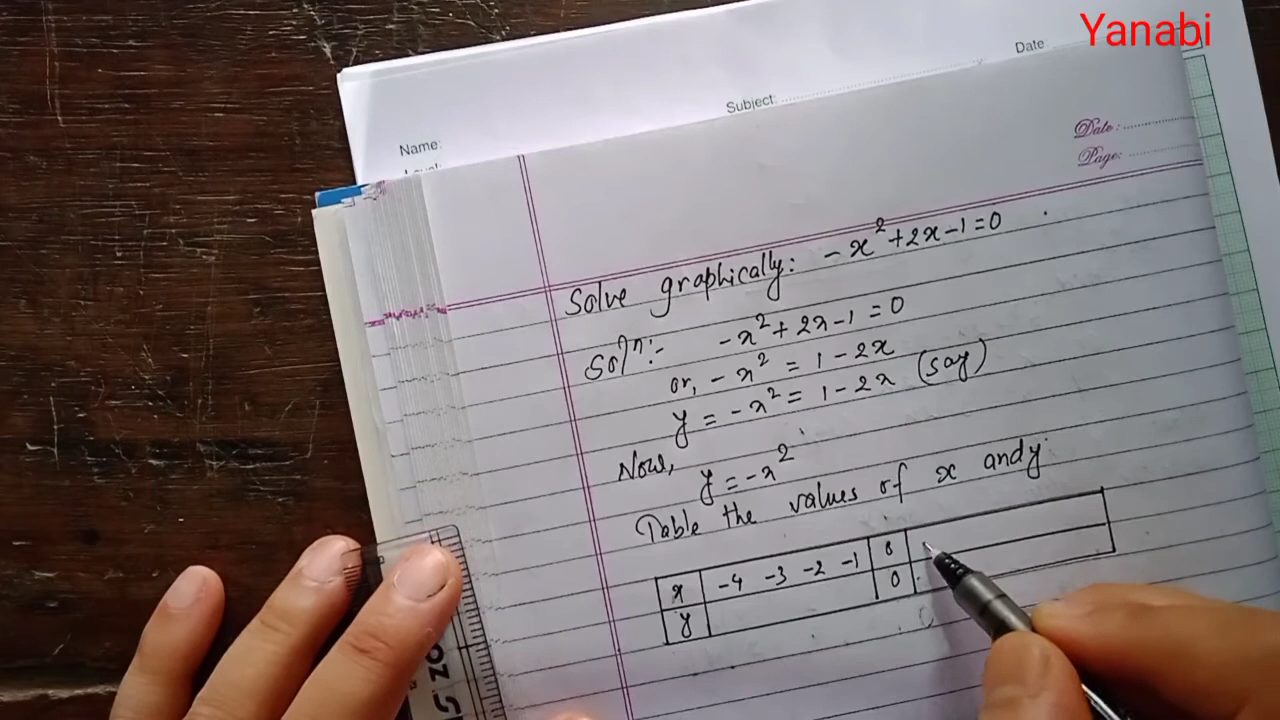 Yanabi
Date
Subject:
Name:
Date:
Page:
Solve graphically: -x²+2x-1=0
Solⁿ:- -x²+2x-1=0
or, -x² = 1-2x
y = -x² = 1-2x (say)
Now,
y = -x²
Table the values of x and y
x -4 -3 -2 -1 0
y 0